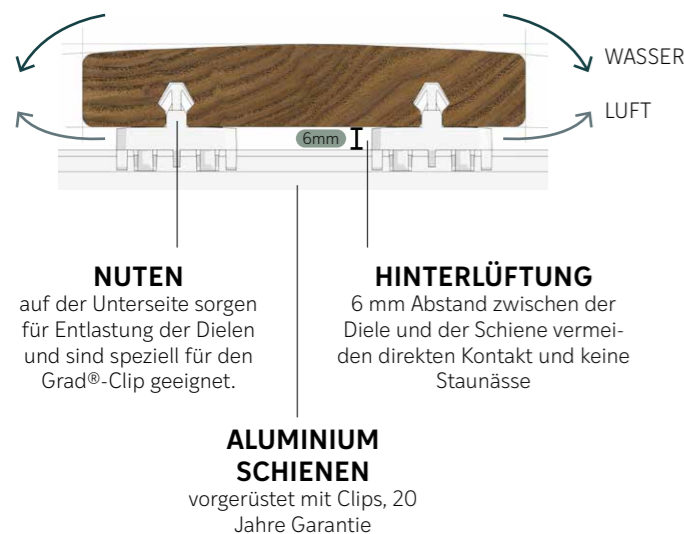 WASSER
LUFT
6mm
NUTEN
auf der Unterseite sorgen
für Entlastung der Dielen
und sind speziell für den
Grad®-Clip geeignet.
HINTERLÜFTUNG
6 mm Abstand zwischen der
Diele und der Schiene vermei-
den direkten Kontakt und keine
Staunässe
ALUMINIUM
SCHIENEN
vorgerüstet mit Clips, 20
Jahre Garantie